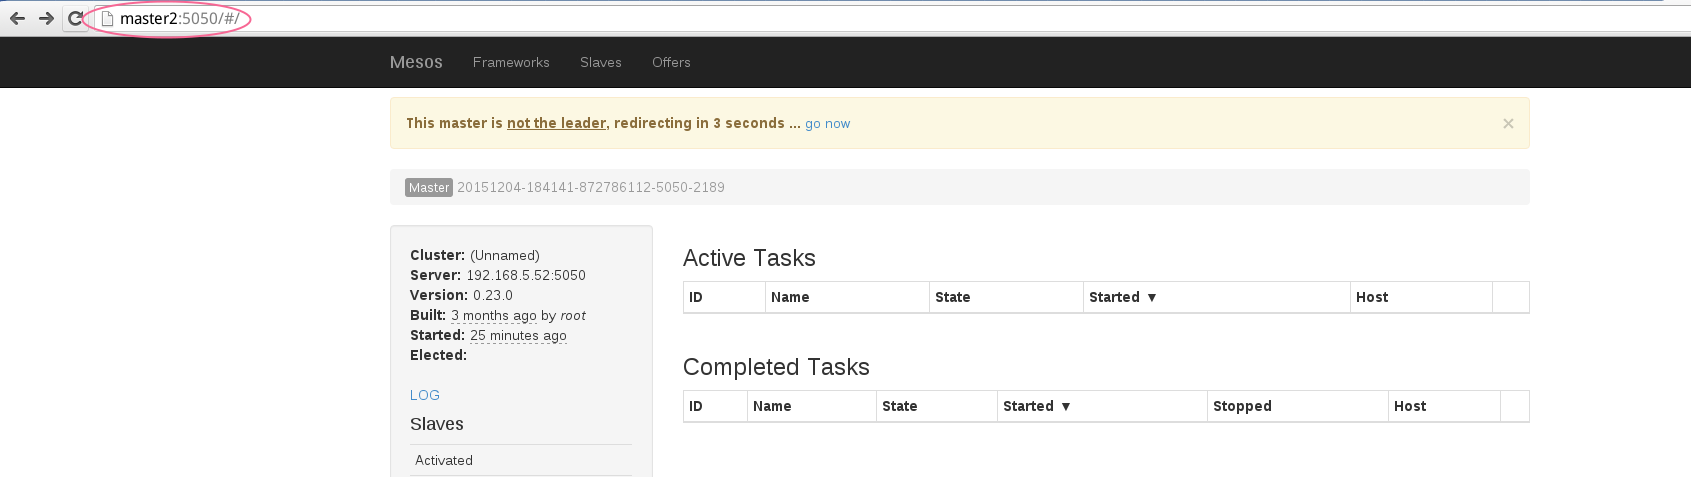 master2:5050/#/
Mesos Frameworks Slaves Offers
This master is not the leader, redirecting in 3 seconds ... go now ×
Master 20151204-184141-872786112-5050-2189
Cluster: (Unnamed)
Server: 192.168.5.52:5050
Version: 0.23.0
Built: 3 months ago by root
Started: 25 minutes ago
Elected:
LOG
Slaves
Activated
Active Tasks
ID Name State Started ▼ Host
Completed Tasks
ID Name State Started ▼ Stopped Host